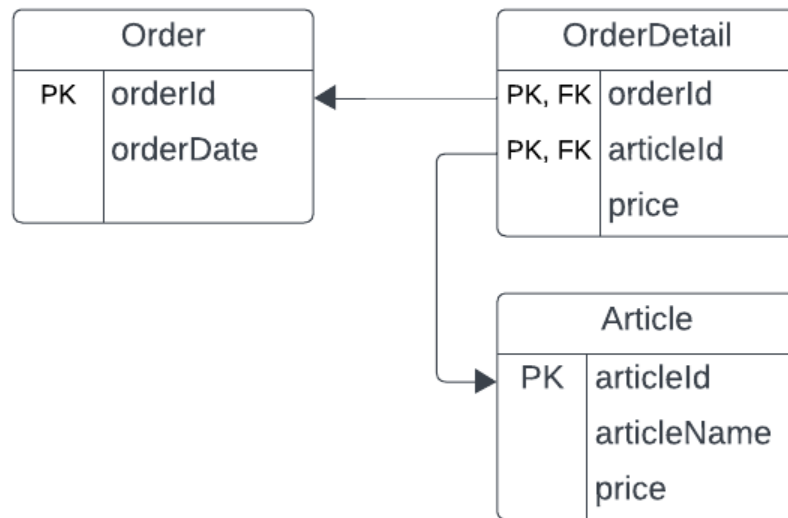 Order
PK orderId
orderDate
OrderDetail
PK, FK orderId
PK, FK articleId
price
Article
PK articleId
articleName
price